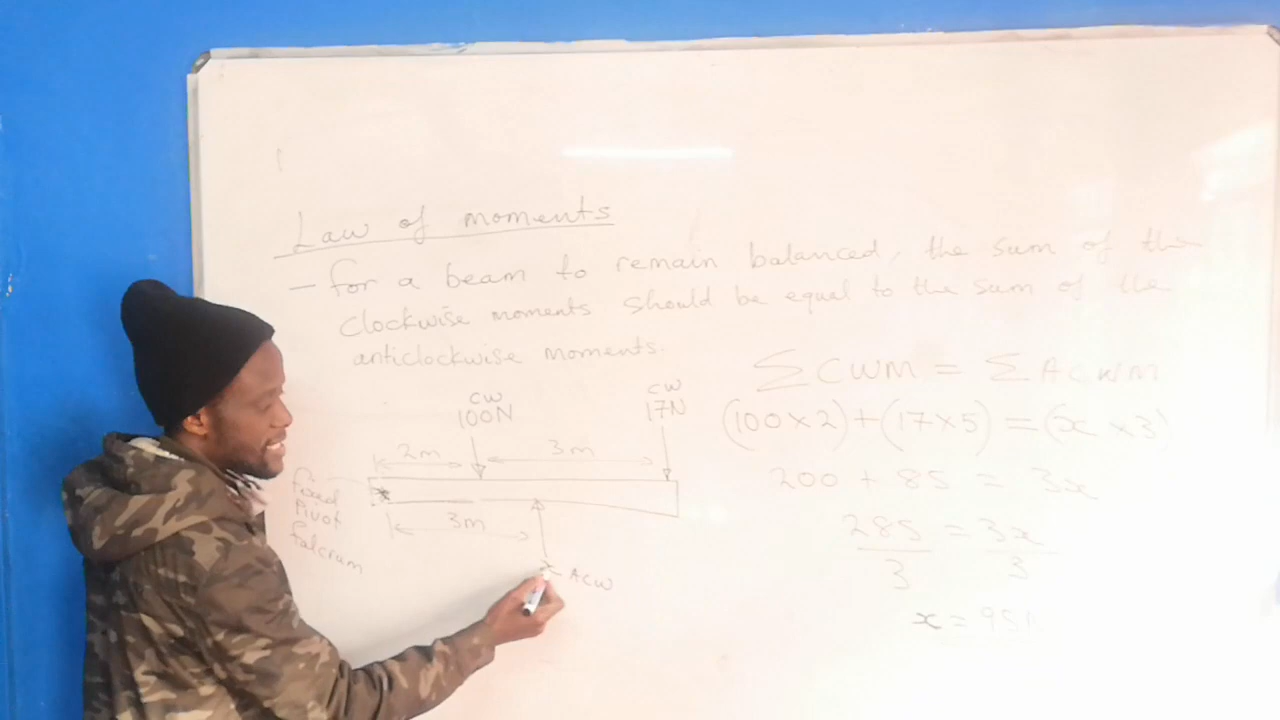 Law of moments
- for a beam to remain balanced, the sum of the
clockwise moments should be equal to the sum of the
anticlockwise moments.
CW
100N
CW
17N
2m
3m
fixed
Pivot
falcrum
3m
x ACW
∑CWM = ∑ACWM
(100×2)+(17×5) = (x ×3)
200 + 85 = 3x
285 = 3x
3 3
x = 95N